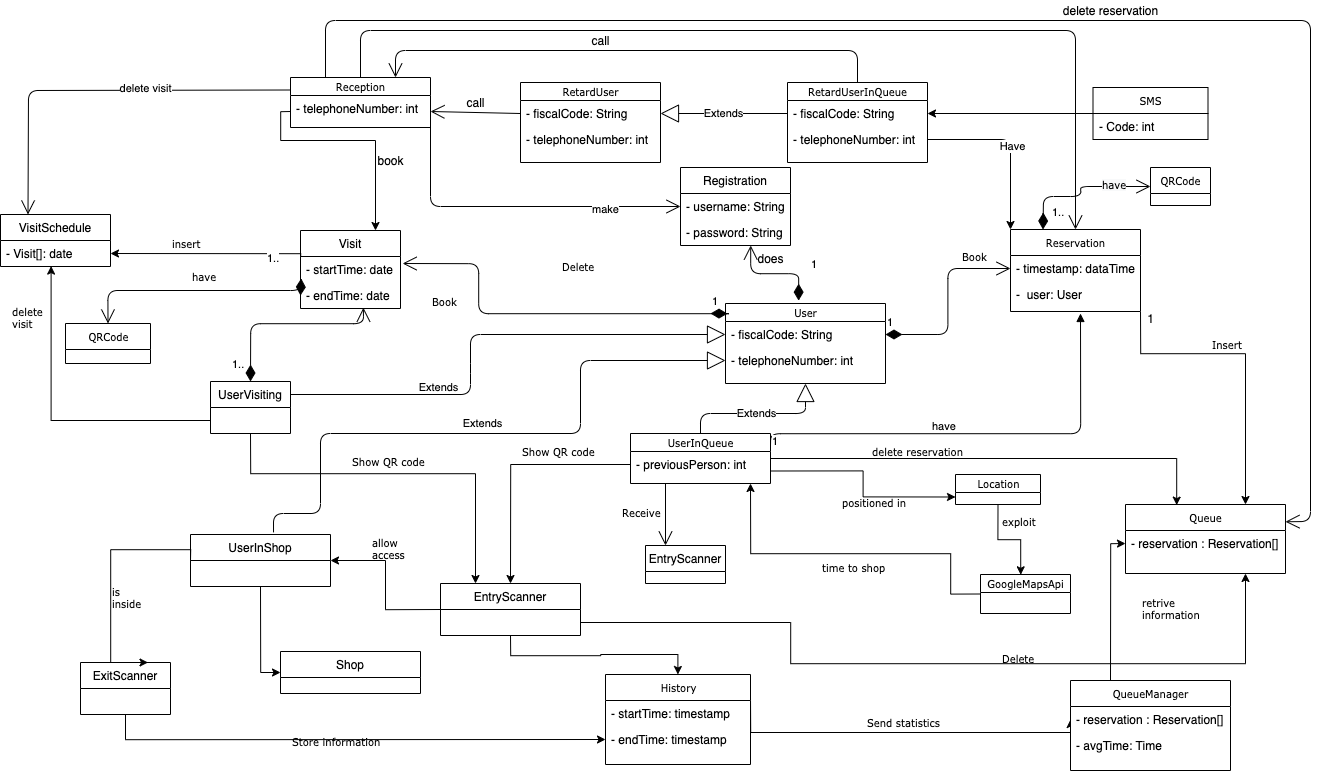 delete reservation
call
delete visit
Reception
- telephoneNumber: int
call
RetardUser
- fiscalCode: String
- telephoneNumber: int
Extends
RetardUserInQueue
- fiscalCode: String
- telephoneNumber: int
SMS
- Code: int
Have
book
make
Registration
- username: String
- password: String
have
QRCode
1..
VisitSchedule
- Visit[]: date
insert
1..
have
Visit
- startTime: date
- endTime: date
Delete
Book
does
1
Book
Reservation
- timestamp: dataTime
- user: User
1
delete
visit
QRCode
1
User
- fiscalCode: String
- telephoneNumber: int
1
Insert
1..
UserVisiting
Extends
Extends
Extends
have
1
UserInQueue
- previousPerson: int
delete reservation
Show QR code
Show QR code
Location
positioned in
Receive
exploit
Queue
- reservation : Reservation[]
UserInShop
allow
access
EntryScanner
time to shop
GoogleMapsApi
is
inside
EntryScanner
retrive
information
Shop
Delete
ExitScanner
History
- startTime: timestamp
- endTime: timestamp
QueueManager
- reservation : Reservation[]
- avgTime: Time
Send statistics
Store information